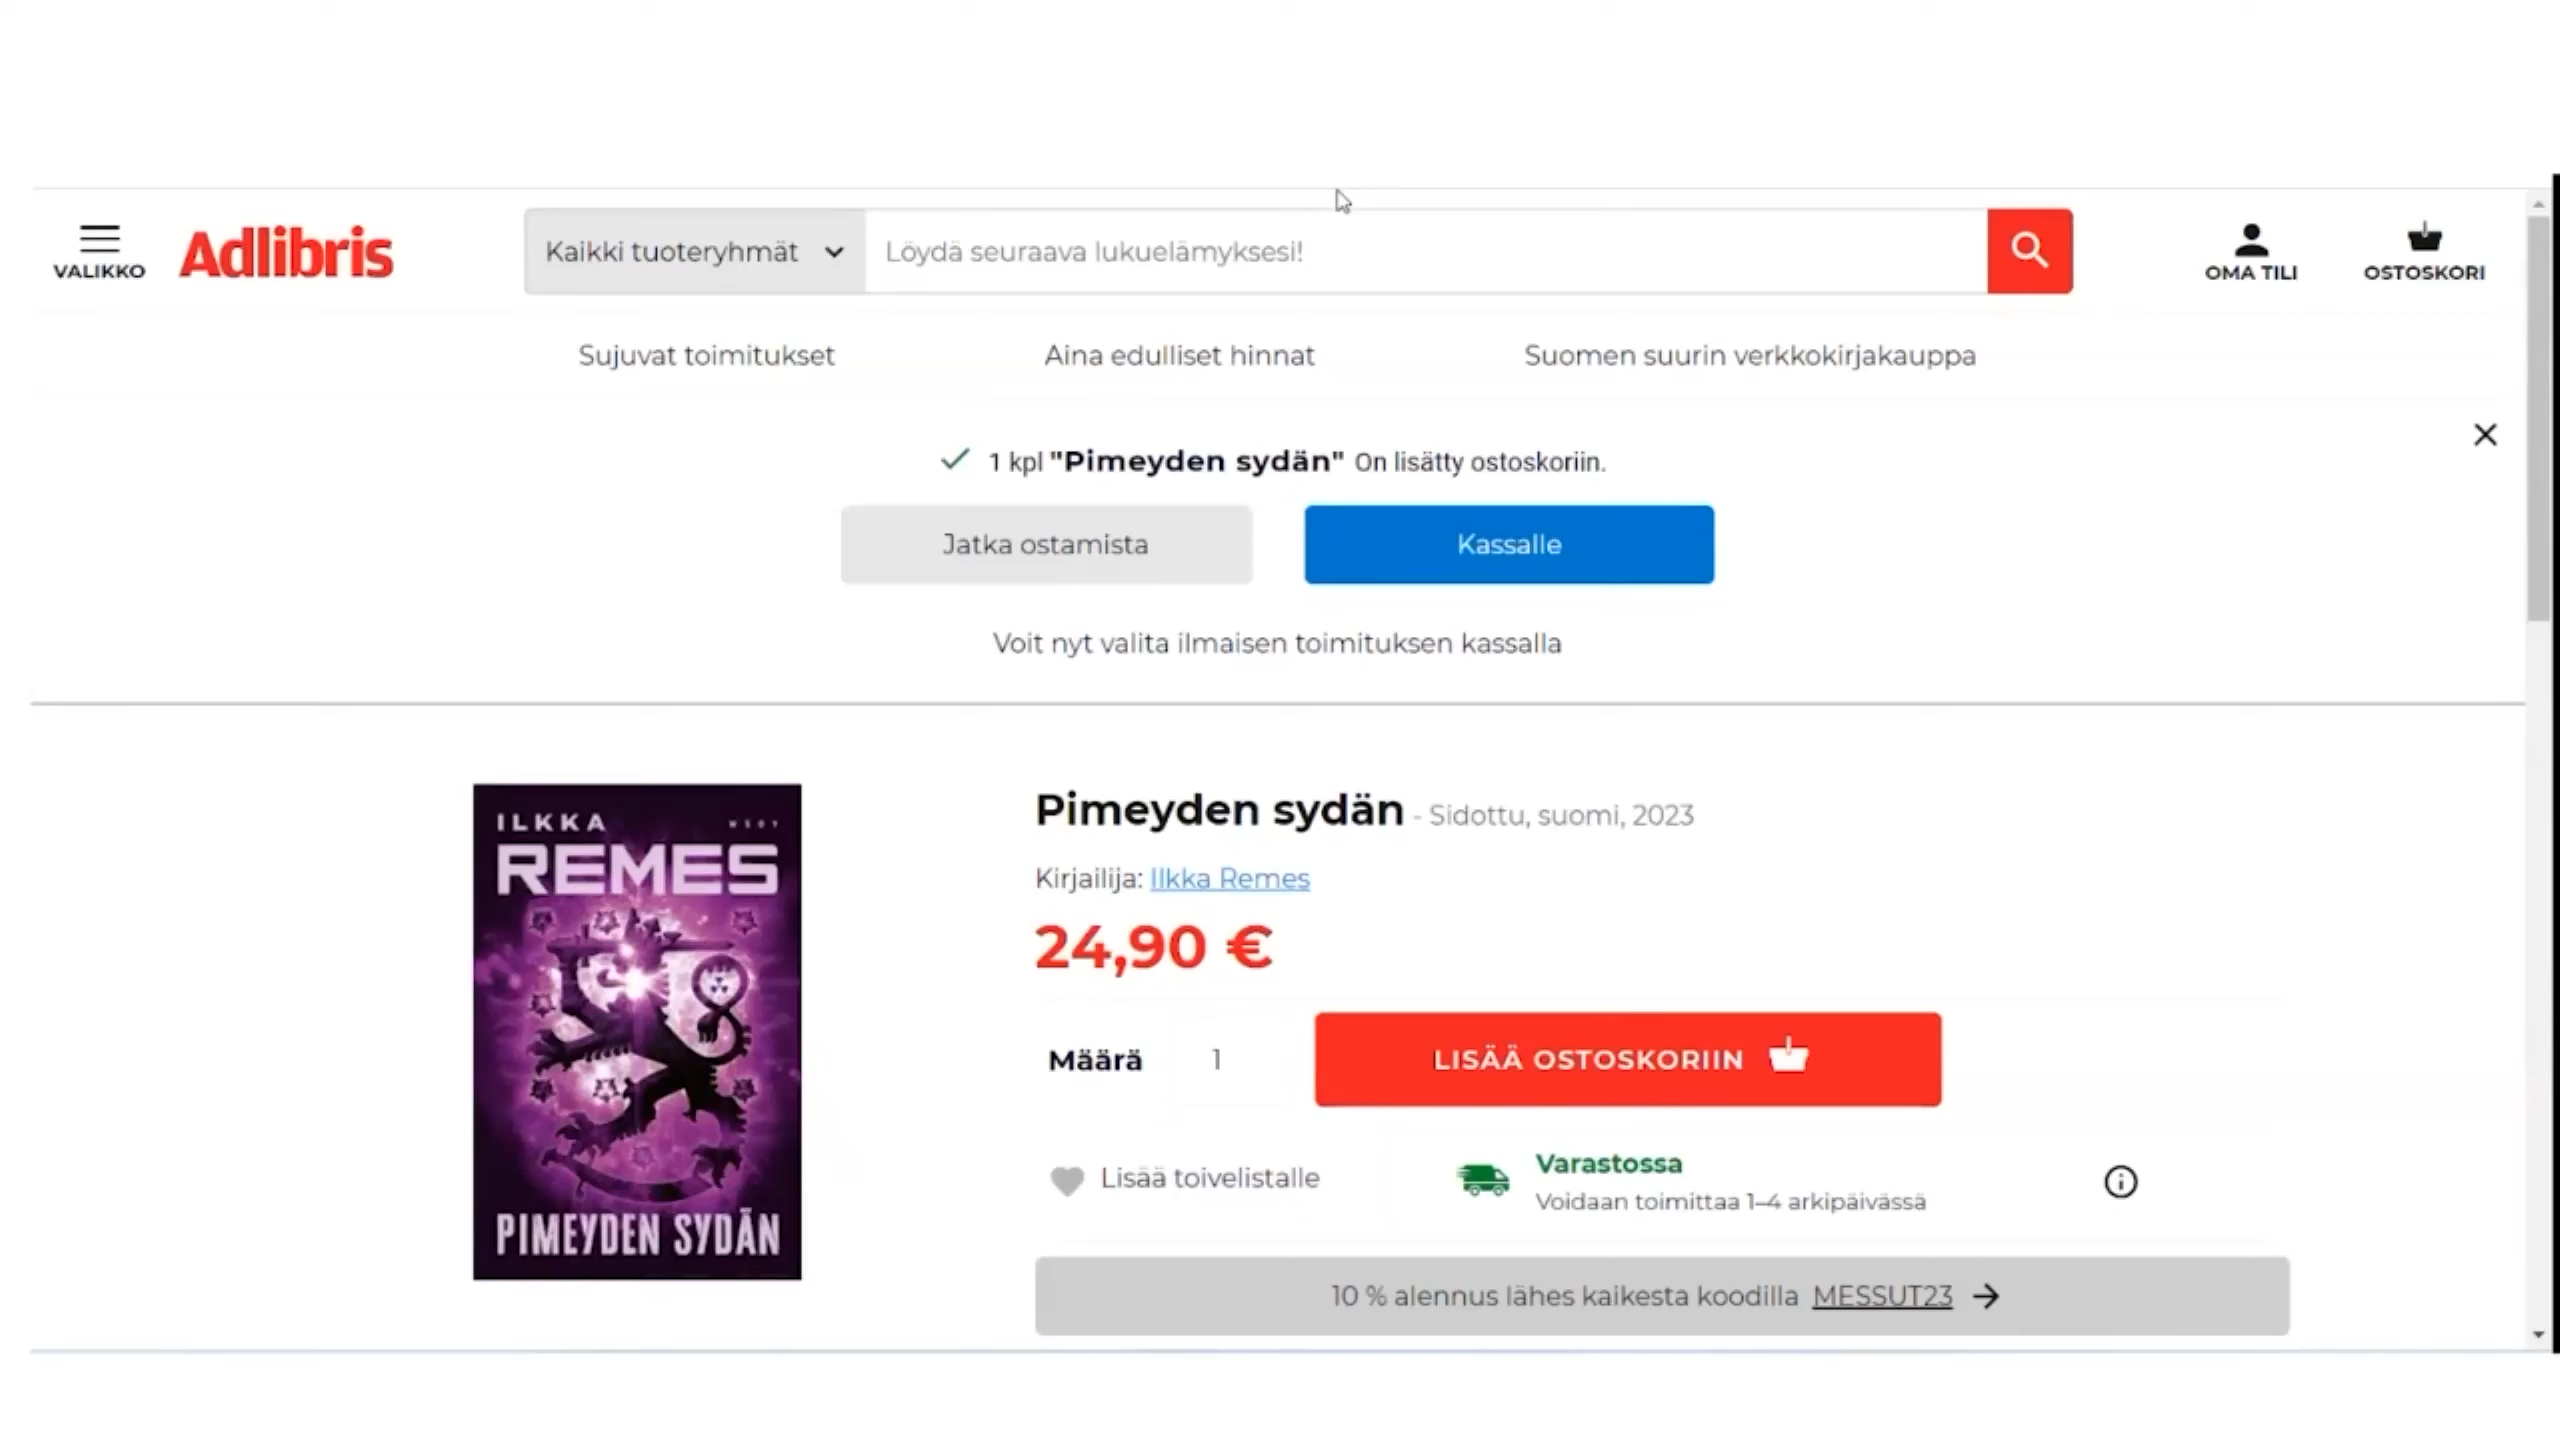 VALIKKO
Adlibris
Kaikki tuoteryhmät
Löydä seuraava lukuelämyksesi!
OMA TILI
OSTOSKORI
Sujuvat toimitukset
Aina edulliset hinnat
Suomen suurin verkkokirjakauppa
1 kpl "Pimeyden sydän" On lisätty ostoskoriin.
Jatka ostamista
Kassalle
Voit nyt valita ilmaisen toimituksen kassalla
ILKKA
WSOY
REMES
PIMEYDEN SYDÄN
Pimeyden sydän - Sidottu, suomi, 2023
Kirjailija: Ilkka Remes
24,90 €
Määrä 1
LISÄÄ OSTOSKORIIN
Lisää toivelistalle
Varastossa
Voidaan toimittaa 1–4 arkipäivässä
10 % alennus lähes kaikesta koodilla MESSUT23